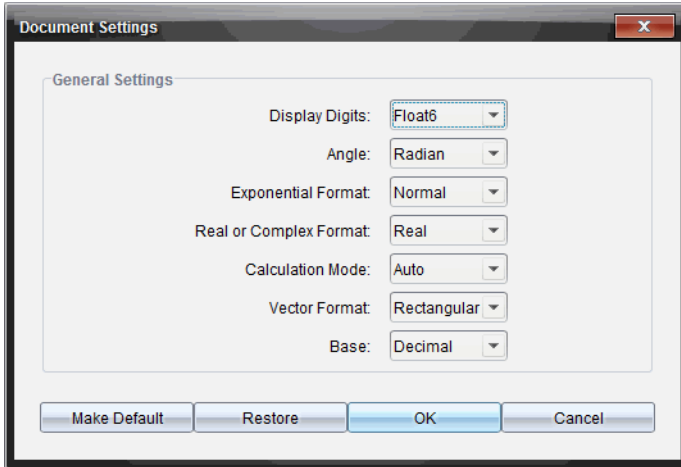 Document Settings
General Settings
Display Digits: Float6
Angle: Radian
Exponential Format: Normal
Real or Complex Format: Real
Calculation Mode: Auto
Vector Format: Rectangular
Base: Decimal
Make Default Restore OK Cancel